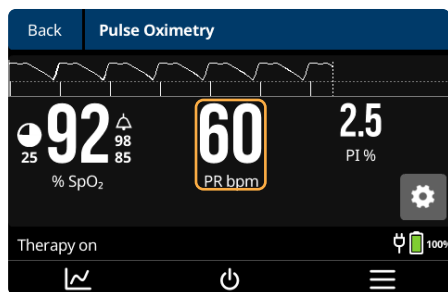 Back Pulse Oximetry
25 92 98 85
% SpO₂
60
PR bpm
2.5
PI %
Therapy on 100%